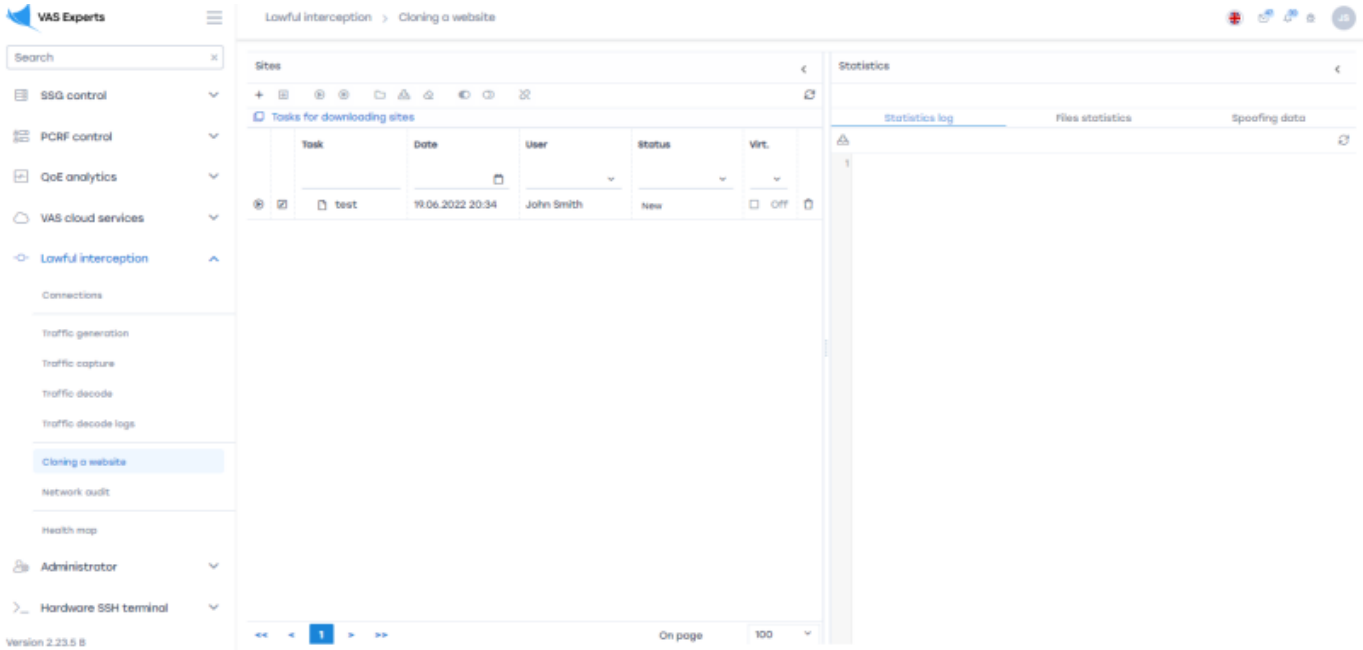 VAS Experts
Lawful interception > Cloning a website
JS
Search
Sites
Statistics
SSG control
Tasks for downloading sites
Statistics log
Files statistics
Spoofing data
PCRF control
Task
Date
User
Status
Virt.
1
QoE analytics
test
19.06.2022 20:34
John Smith
New
Off
VAS cloud services
Lawful interception
Connections
Traffic generation
Traffic capture
Traffic decode
Traffic decode logs
Cloning a website
Network audit
Health map
Administrator
Hardware SSH terminal
Version 2.23.5 B
<< < 1 > >>
On page
100